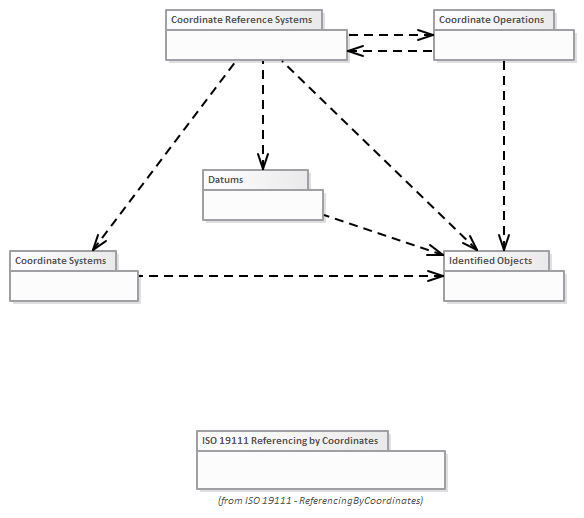 Coordinate Reference Systems
Coordinate Operations
Datums
Coordinate Systems
Identified Objects
ISO 19111 Referencing by Coordinates
(from ISO 19111 - ReferencingByCoordinates)